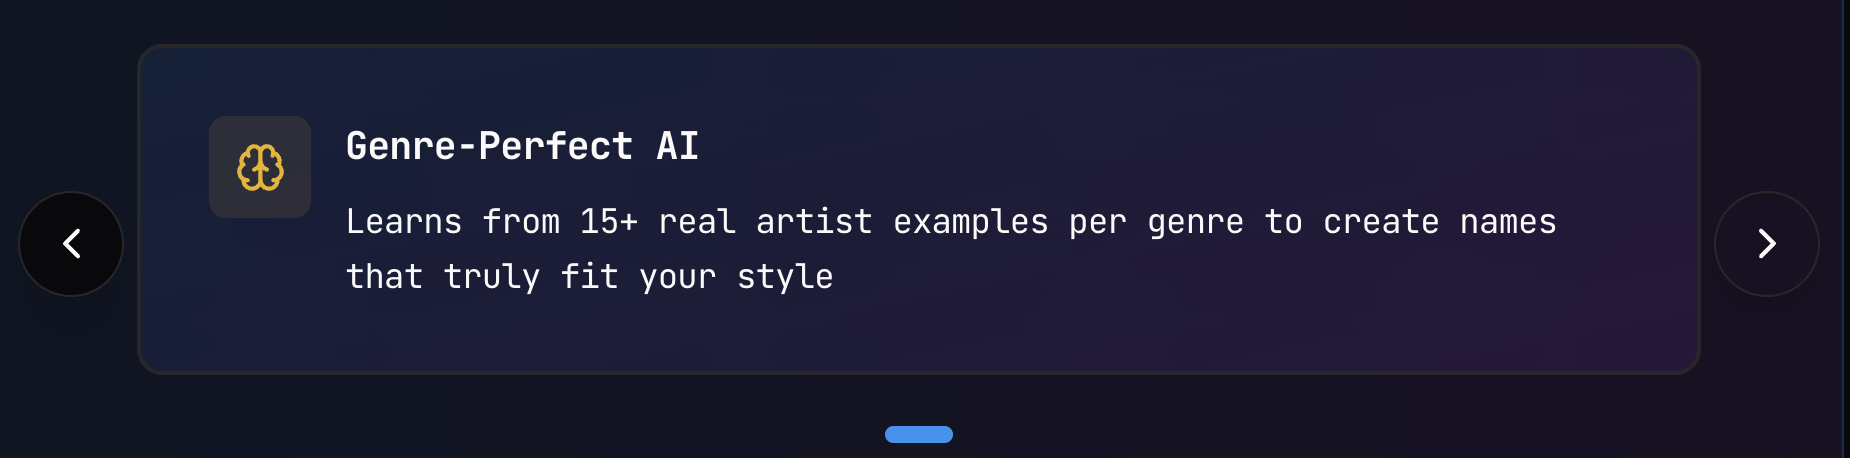 Genre-Perfect AI
Learns from 15+ real artist examples per genre to create names
that truly fit your style